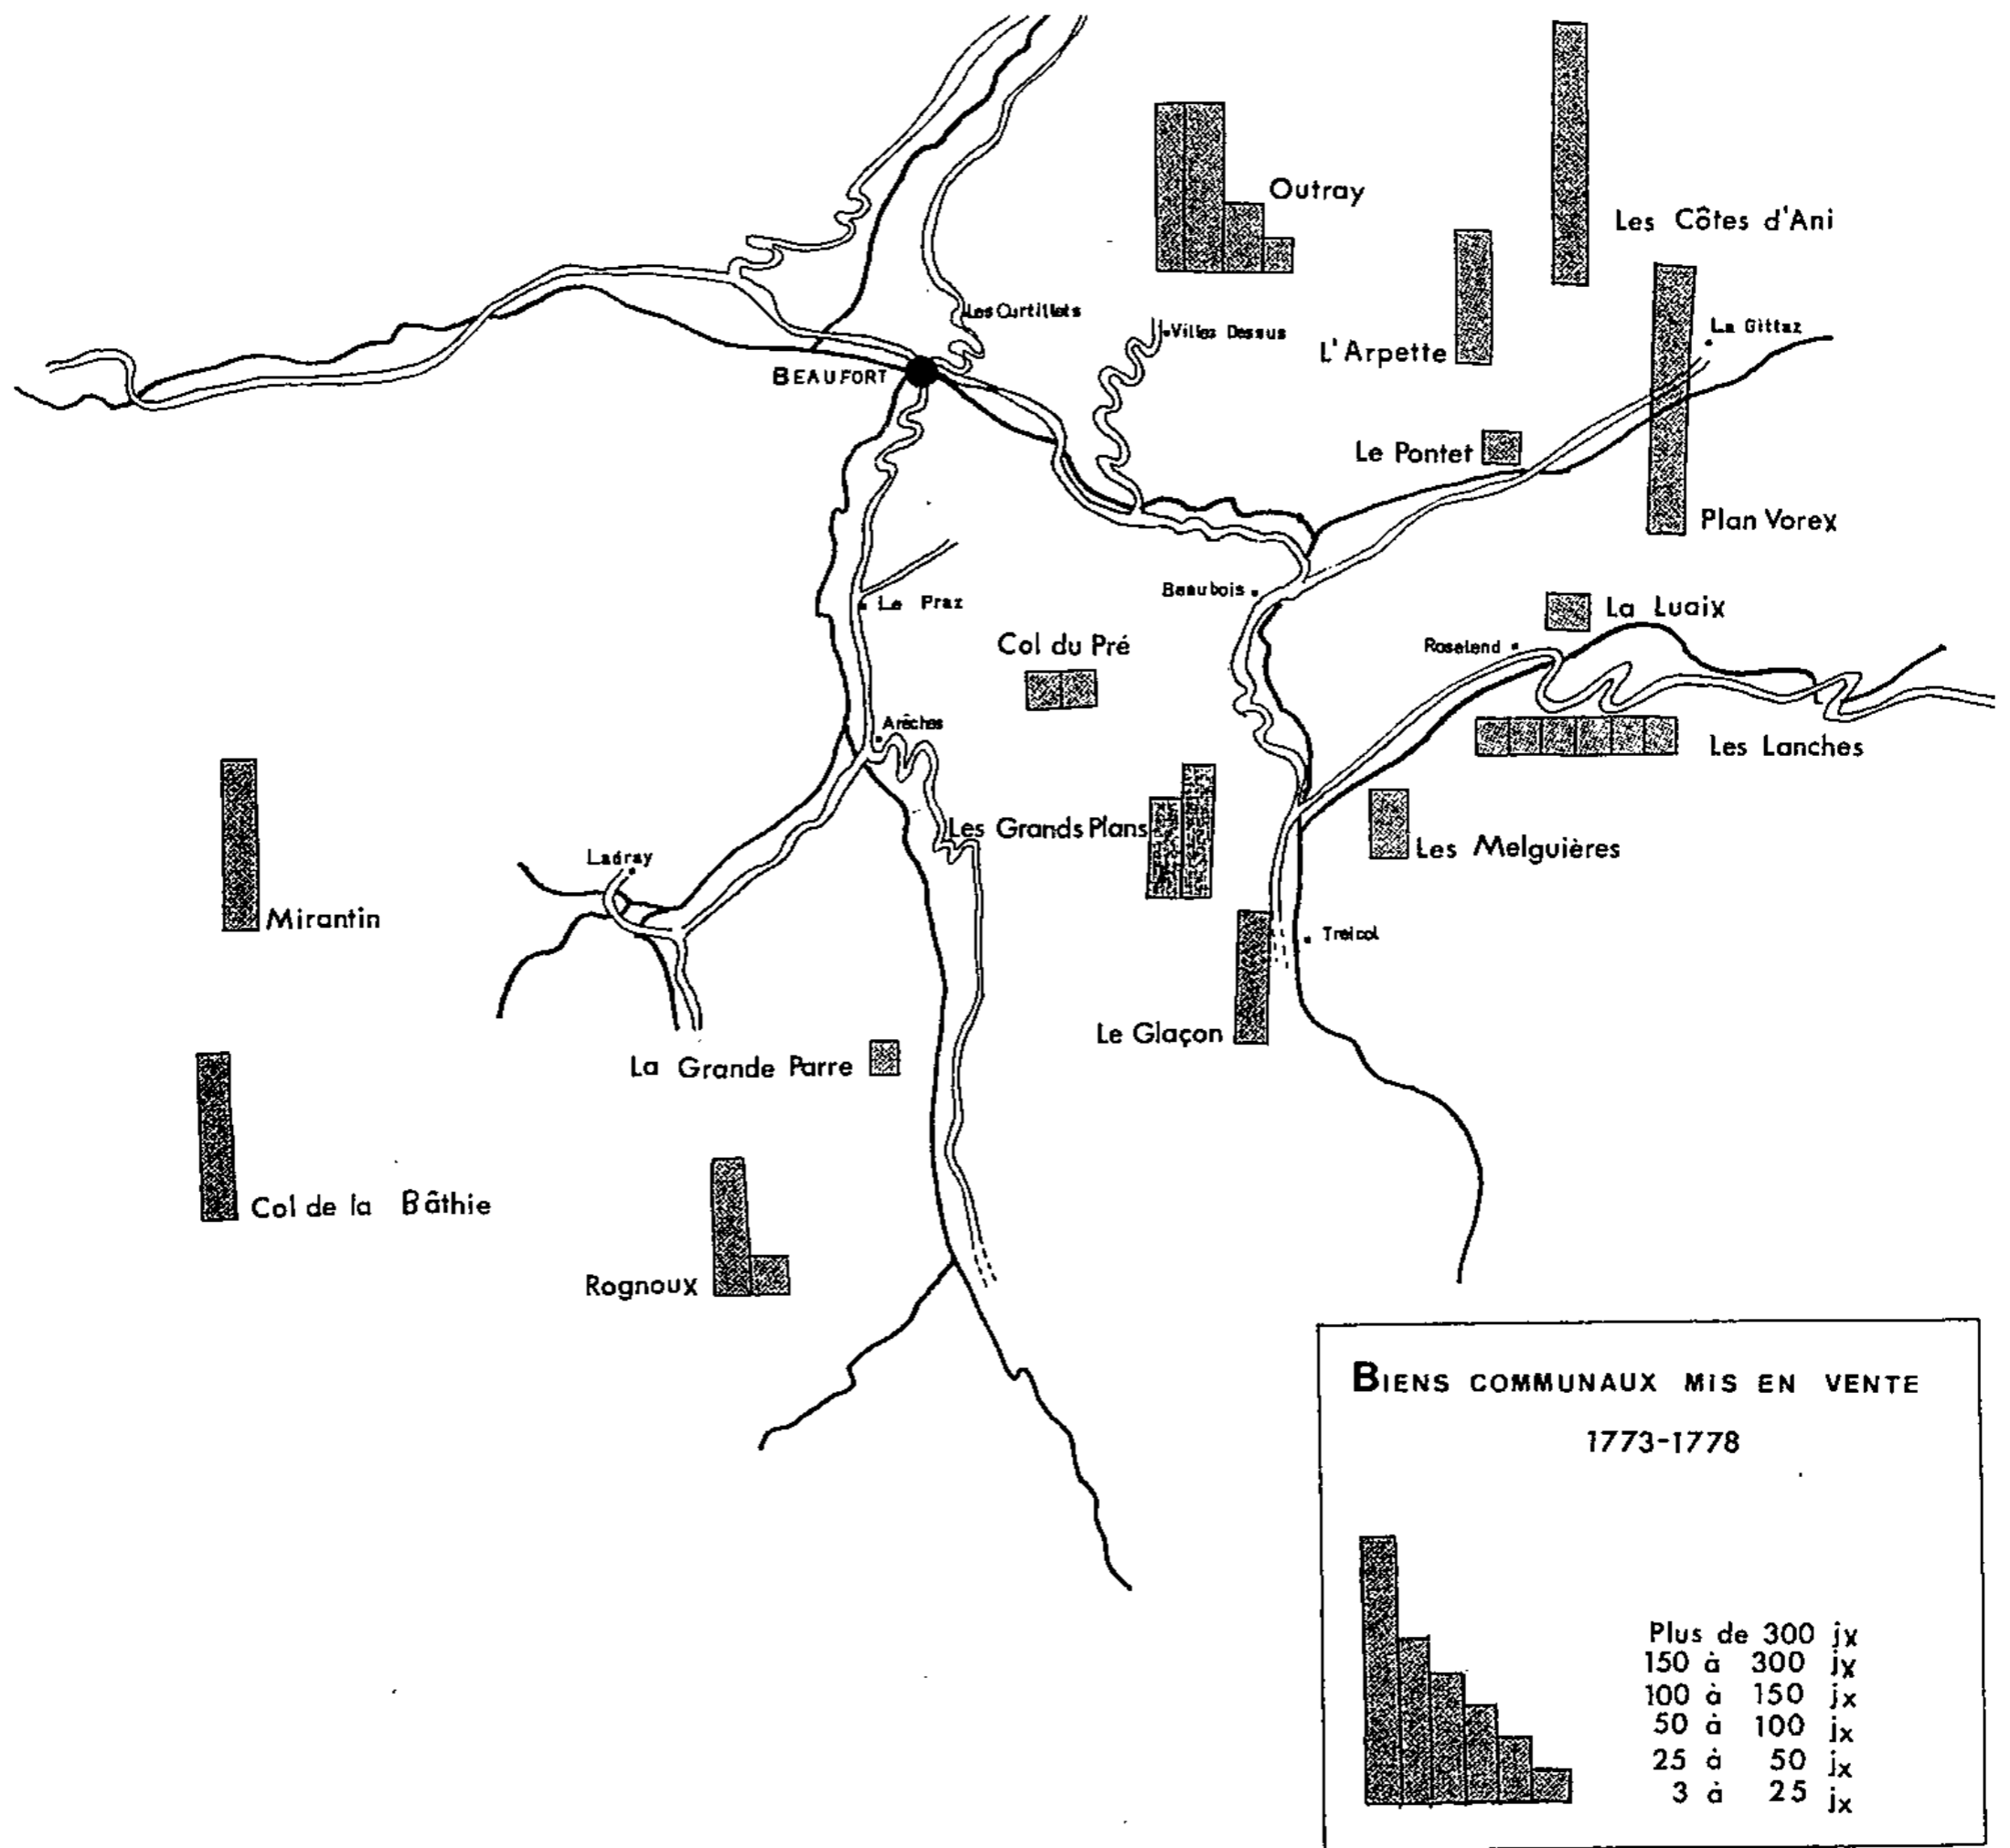 Outray
Les Côtes d'Ani
Les Curtillets
Villes Dessus
La Gittaz
L'Arpette
BEAUFORT
Le Pontet
Plan Vorex
Beaubois
Le Praz
La Luaix
Col du Pré
Roselend
Arêches
Les Lanches
Les Grands Plans
Les Melguières
Ladray
Mirantin
Treicol
Le Glaçon
La Grande Parre
Col de la Bâthie
Rognoux
BIENS COMMUNAUX MIS EN VENTE
1773-1778
Plus de 300 jx
150 à 300 jx
100 à 150 jx
50 à 100 jx
25 à 50 jx
3 à 25 jx